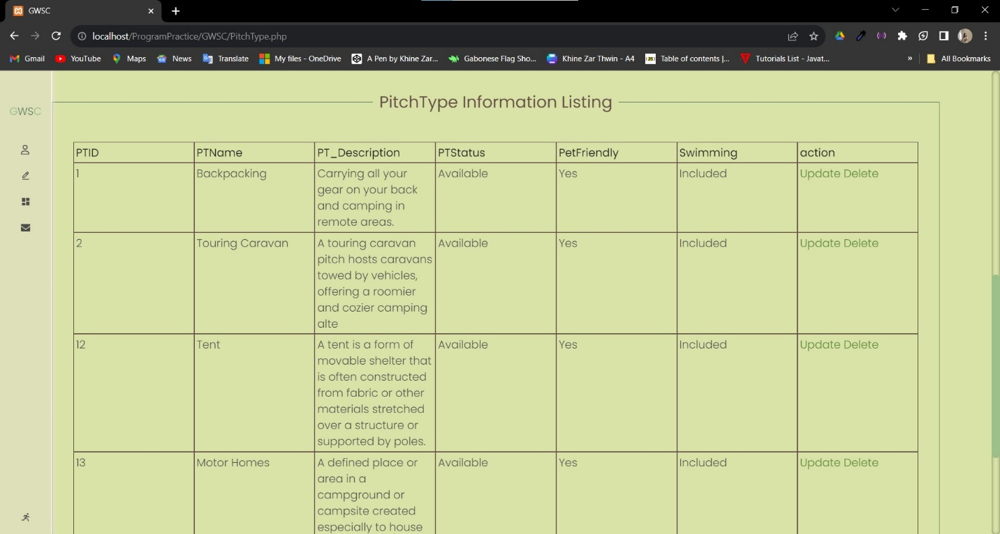 GWSC
localhost/ProgramPractice/GWSC/PitchType.php
Gmail YouTube Maps News Translate My files - OneDrive A Pen by Khine Zar... Gabonese Flag Sho... Khine Zar Thwin - A4 Table of contents |... Tutorials List - Javat... » All Bookmarks
GWSC
PitchType Information Listing
PTID PTName PT_Description PTStatus PetFriendly Swimming action
1 Backpacking Carrying all your Available Yes Included Update Delete
gear on your back
and camping in
remote areas.
2 Touring Caravan A touring caravan Available Yes Included Update Delete
pitch hosts caravans
towed by vehicles,
offering a roomier
and cozier camping
alte
12 Tent A tent is a form of Available Yes Included Update Delete
movable shelter that
is often constructed
from fabric or other
materials stretched
over a structure or
supported by poles.
13 Motor Homes A defined place or Available Yes Included Update Delete
area in a
campground or
campsite created
especially to house